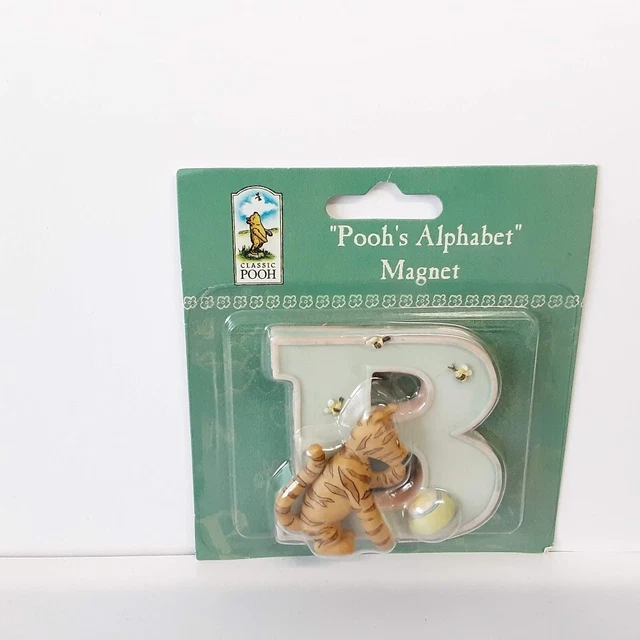 "Pooh's Alphabet"
Magnet
CLASSIC
POOH
B